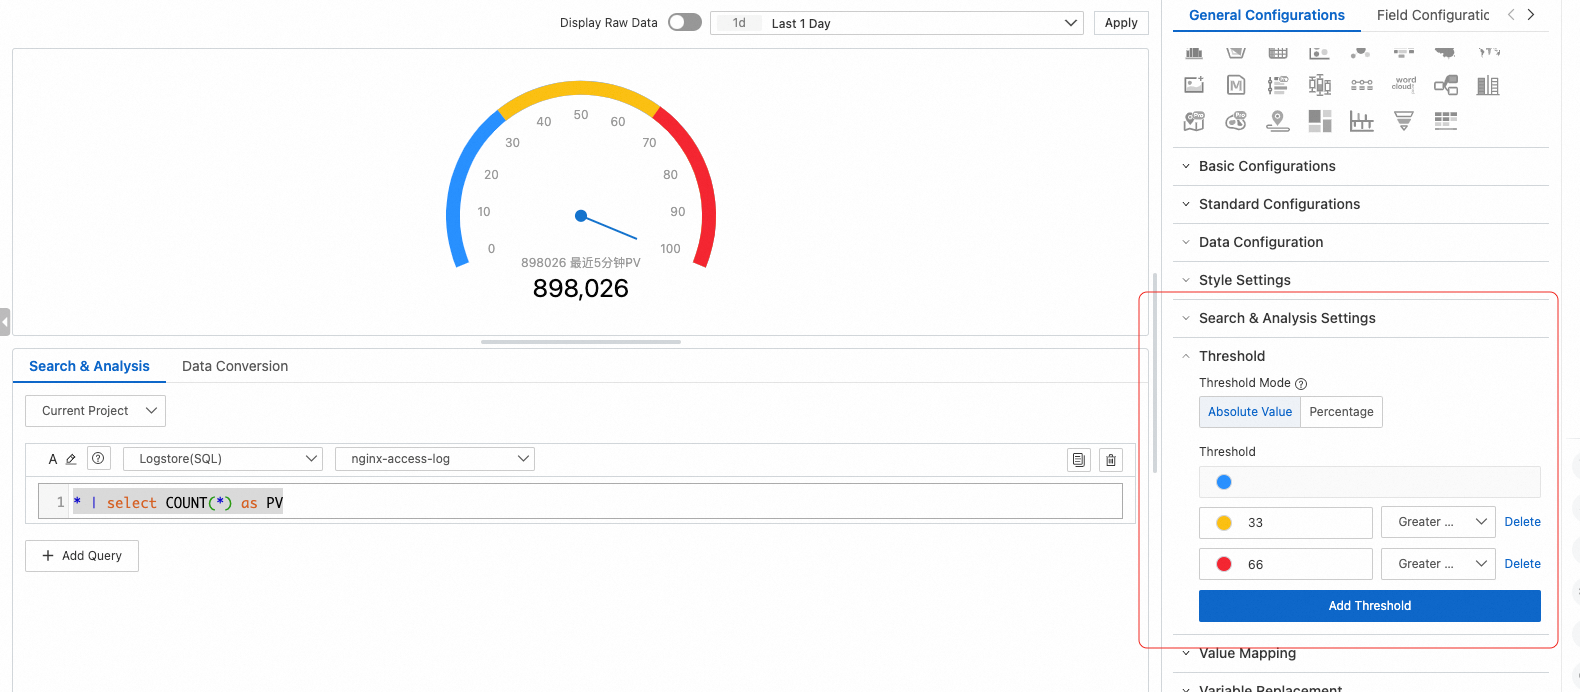 Display Raw Data
1d Last 1 Day
Apply
General Configurations
Field Configuratic
M
Pro
word
cloud
Pro
Pro
0
10
20
30
40
50
60
70
80
90
100
898026 最近5分钟PV
898,026
Basic Configurations
Standard Configurations
Data Configuration
Style Settings
Search & Analysis Settings
Threshold
Threshold Mode ?
Absolute Value
Percentage
Threshold
33 Greater ... Delete
66 Greater ... Delete
Add Threshold
Value Mapping
Variable Replacement
Search & Analysis
Data Conversion
Current Project
A ? Logstore(SQL) nginx-access-log
1 * | select COUNT(*) as PV
+ Add Query